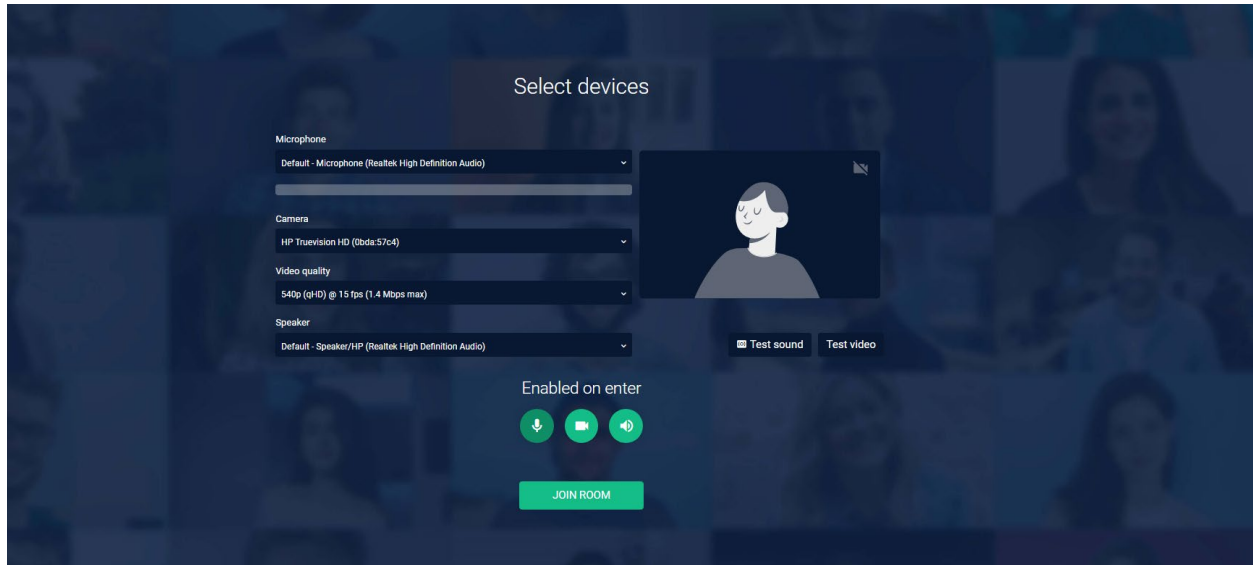 Select devices
Microphone
Default - Microphone (Realtek High Definition Audio)
Camera
HP Truevision HD (0bda:57c4)
Video quality
540p (qHD) @ 15 fps (1.4 Mbps max)
Speaker
Default - Speaker/HP (Realtek High Definition Audio)
Test sound
Test video
Enabled on enter
JOIN ROOM